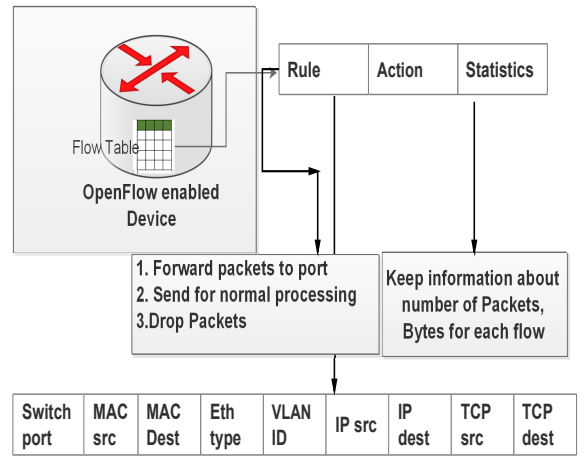 Flow Table
OpenFlow enabled
Device
Rule
Action
Statistics
1. Forward packets to port
2. Send for normal processing
3.Drop Packets
Keep information about
number of Packets,
Bytes for each flow
Switch
port
MAC
src
MAC
Dest
Eth
type
VLAN
ID
IP src
IP
dest
TCP
src
TCP
dest